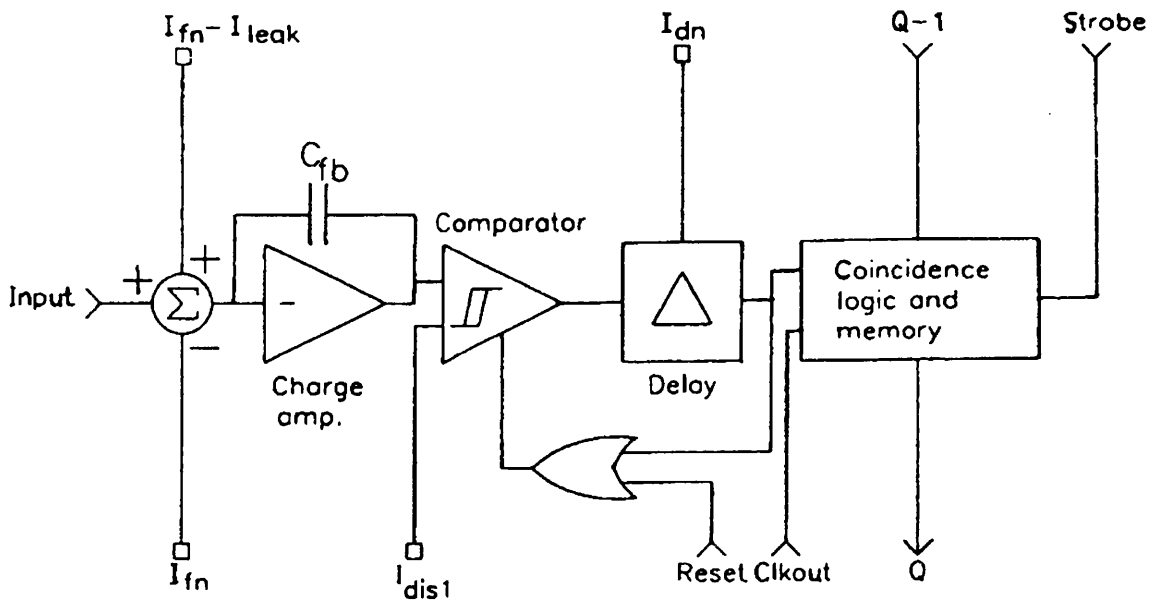 I_fn - I_leak
I_dn
Q-1
Strobe
C_fb
Comparator
+
+
Input
Σ
-
-
Δ
Coincidence
logic and
memory
Charge
amp.
Delay
I_fn
I_dis1
Reset
Clkout
Q